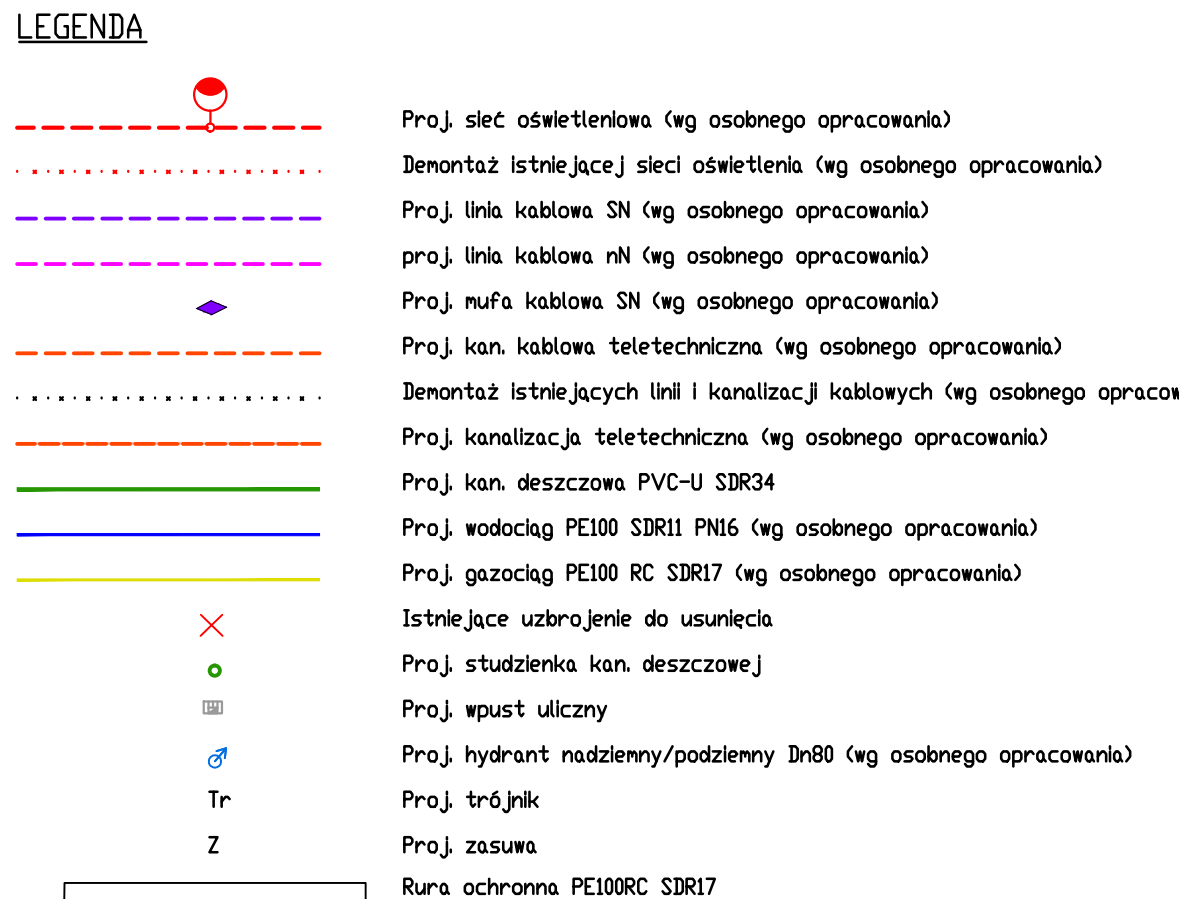 LEGENDA
Proj. sieć oświetleniowa (wg osobnego opracowania)
Demontaż istniejącej sieci oświetlenia (wg osobnego opracowania)
Proj. linia kablowa SN (wg osobnego opracowania)
proj. linia kablowa nN (wg osobnego opracowania)
Proj. mufa kablowa SN (wg osobnego opracowania)
Proj. kan. kablowa teletechniczna (wg osobnego opracowania)
Demontaż istniejących linii i kanalizacji kablowych (wg osobnego opracow
Proj. kanalizacja teletechniczna (wg osobnego opracowania)
Proj. kan. deszczowa PVC-U SDR34
Proj. wodociąg PE100 SDR11 PN16 (wg osobnego opracowania)
Proj. gazociąg PE100 RC SDR17 (wg osobnego opracowania)
Istniejące uzbrojenie do usunięcia
Proj. studzienka kan. deszczowej
Proj. wpust uliczny
Proj. hydrant nadziemny/podziemny Dn80 (wg osobnego opracowania)
Tr Proj. trójnik
Z Proj. zasuwa
Rura ochronna PE100RC SDR17